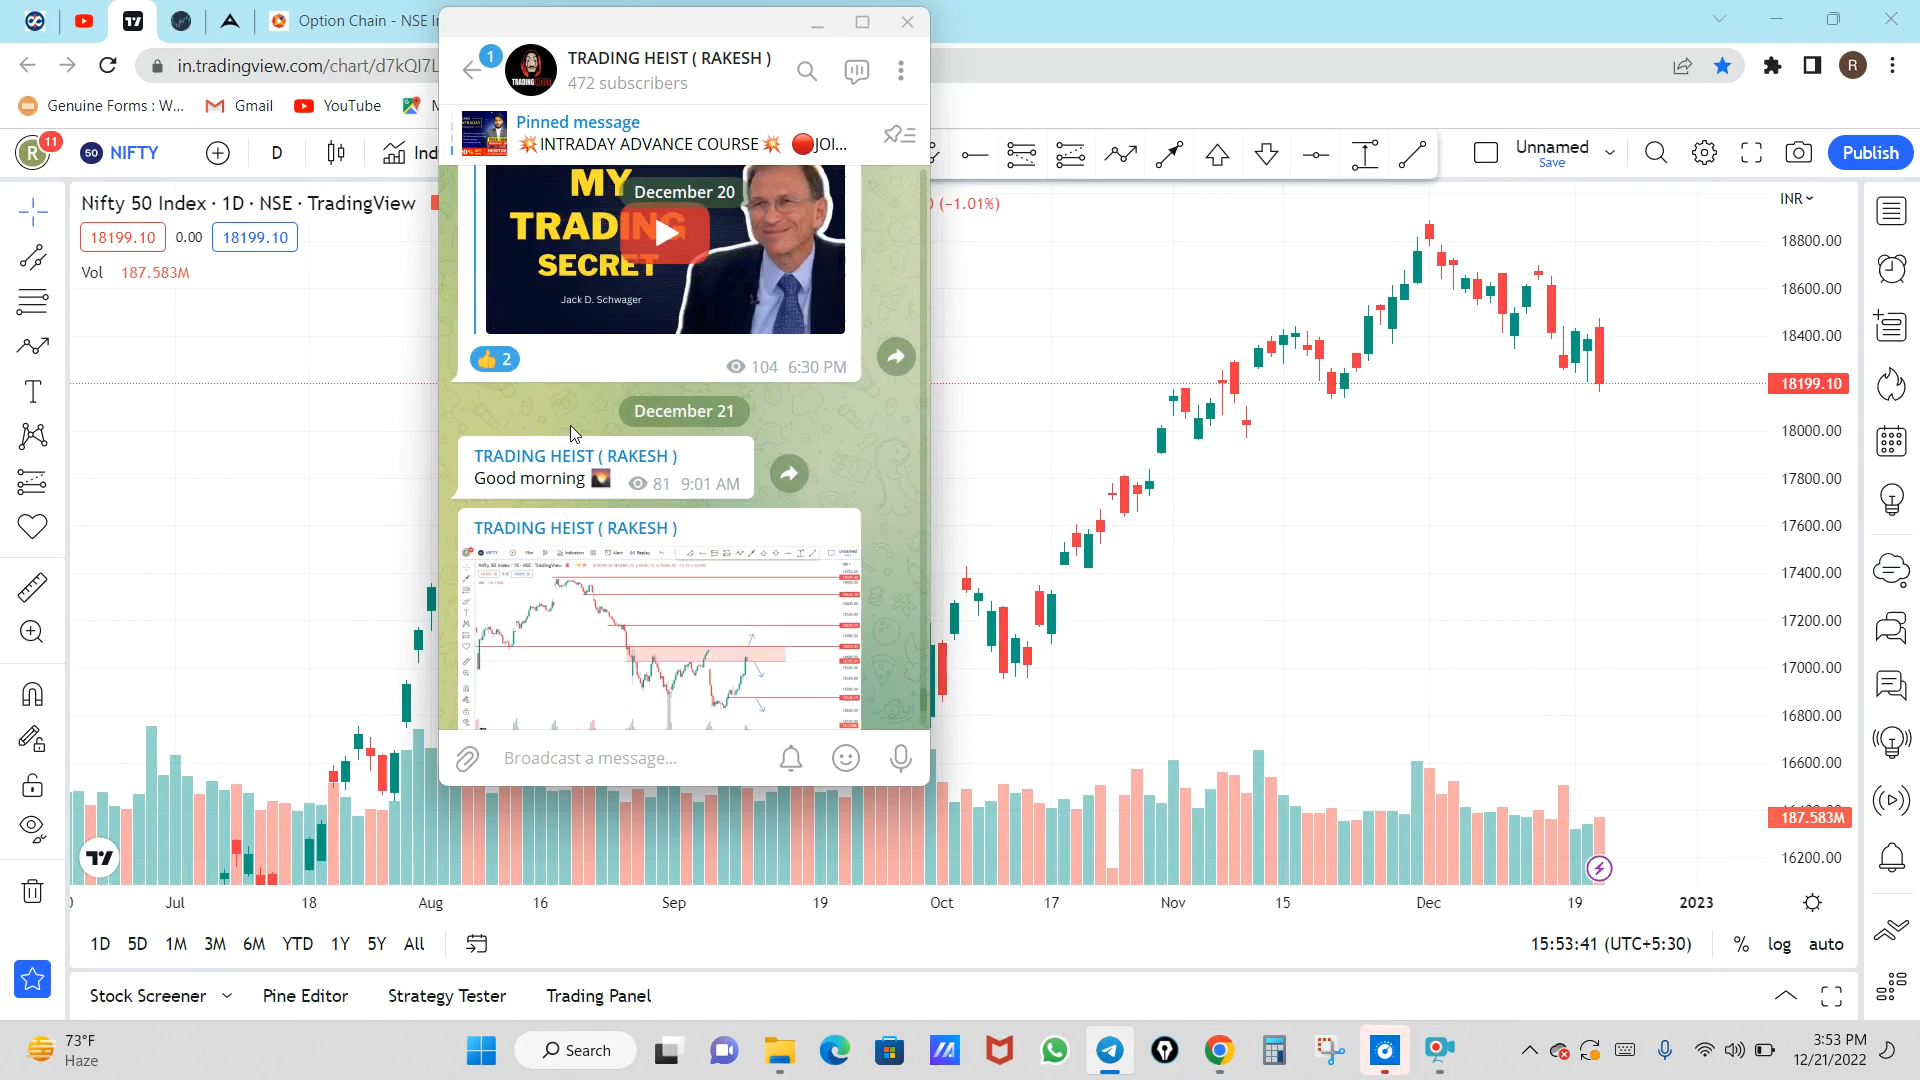 Option Chain - NSE In
in.tradingview.com/chart/d7kQI7L
R
Genuine Forms : W...
Gmail
YouTube
1
TRADING HEIST ( RAKESH )
472 subscribers
Pinned message
💥INTRADAY ADVANCE COURSE💥 🔴JOI...
R 11
50 NIFTY
D
Ind
Unnamed
Save
Publish
Nifty 50 Index · 1D · NSE · TradingView
(−1.01%)
18199.10 0.00 18199.10
Vol 187.583M
INR
MY
TRADING
SECRET
Jack D. Schwager
December 20
👍 2
104 6:30 PM
December 21
TRADING HEIST ( RAKESH )
Good morning 🌄 81 9:01 AM
TRADING HEIST ( RAKESH )
Broadcast a message...
18800.00
18600.00
18400.00
18199.10
18000.00
17800.00
17600.00
17400.00
17200.00
17000.00
16800.00
16600.00
187.583M
16200.00
Jul 18 Aug 16 Sep 19 Oct 17 Nov 15 Dec 19 2023
1D 5D 1M 3M 6M YTD 1Y 5Y All
15:53:41 (UTC+5:30) % log auto
Stock Screener Pine Editor Strategy Tester Trading Panel
73°F
Haze
Search
3:53 PM
12/21/2022